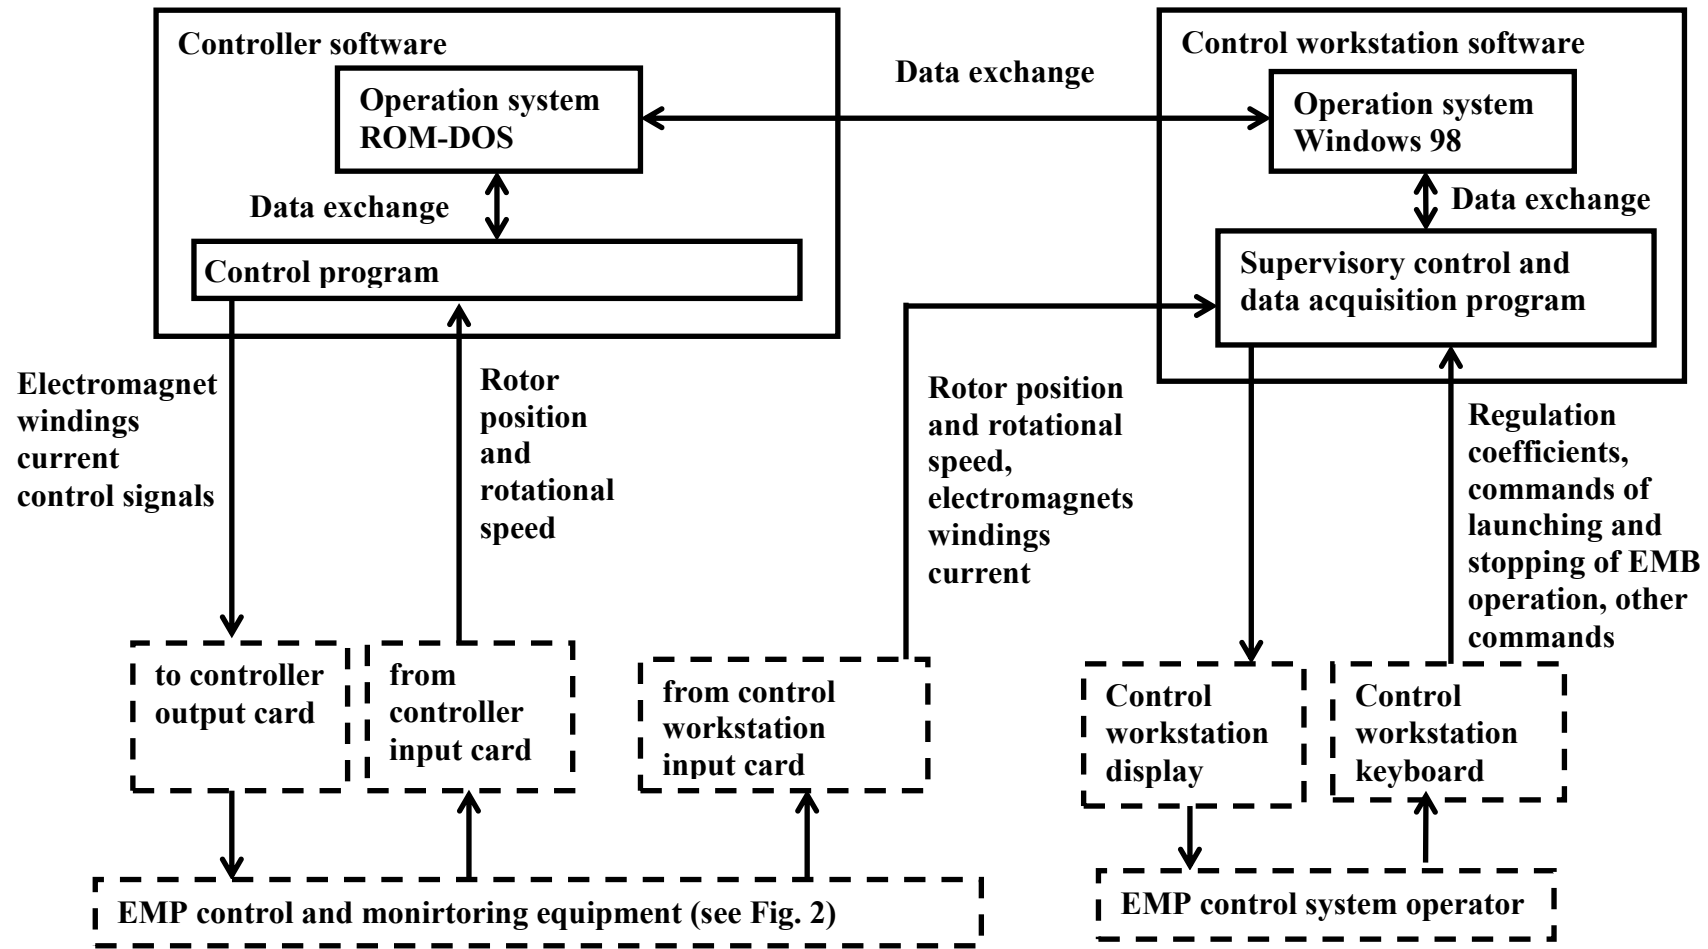 Controller software
Operation system
ROM-DOS
Data exchange
Control program
Data exchange
Control workstation software
Operation system
Windows 98
Data exchange
Supervisory control and
data acquisition program
Electromagnet
windings
current
control signals
Rotor
position
and
rotational
speed
Rotor position
and rotational
speed,
electromagnets
windings
current
Regulation
coefficients,
commands of
launching and
stopping of EMB
operation, other
commands
to controller
output card
from
controller
input card
from control
workstation
input card
Control
workstation
display
Control
workstation
keyboard
EMP control and monirtoring equipment (see Fig. 2)
EMP control system operator